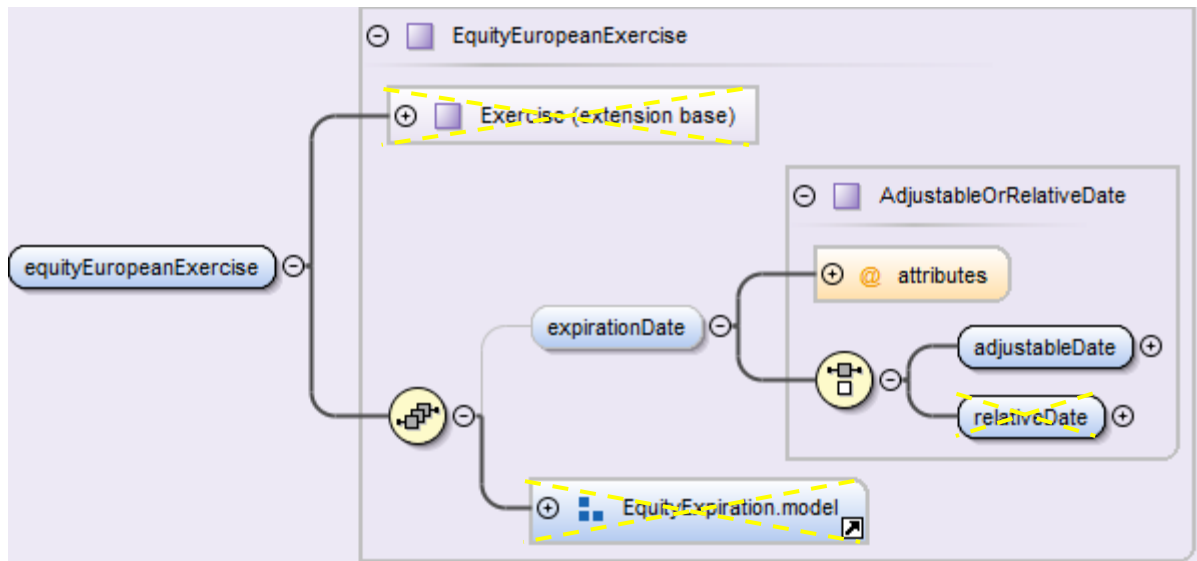 EquityEuropeanExercise
Exercise (extension base)
AdjustableOrRelativeDate
equityEuropeanExercise
@ attributes
expirationDate
adjustableDate
relativeDate
EquityExpiration.model